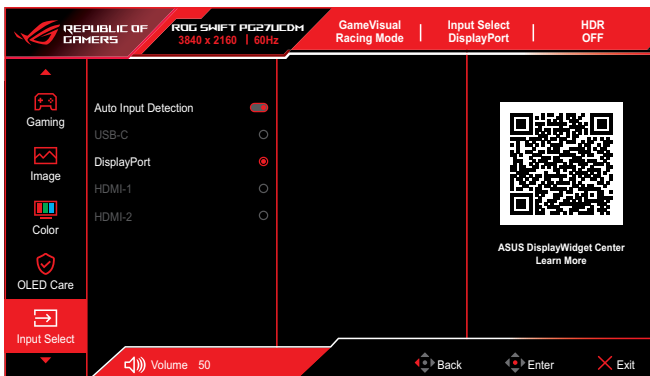 REPUBLIC OF
GAMERS
ROG SWIFT PG27UCDM
3840 x 2160 | 60Hz
GameVisual
Racing Mode
Input Select
DisplayPort
HDR
OFF
Gaming
Image
Color
OLED Care
Input Select
Auto Input Detection
USB-C
DisplayPort
HDMI-1
HDMI-2
ASUS DisplayWidget Center
Learn More
Volume 50
Back
Enter
Exit